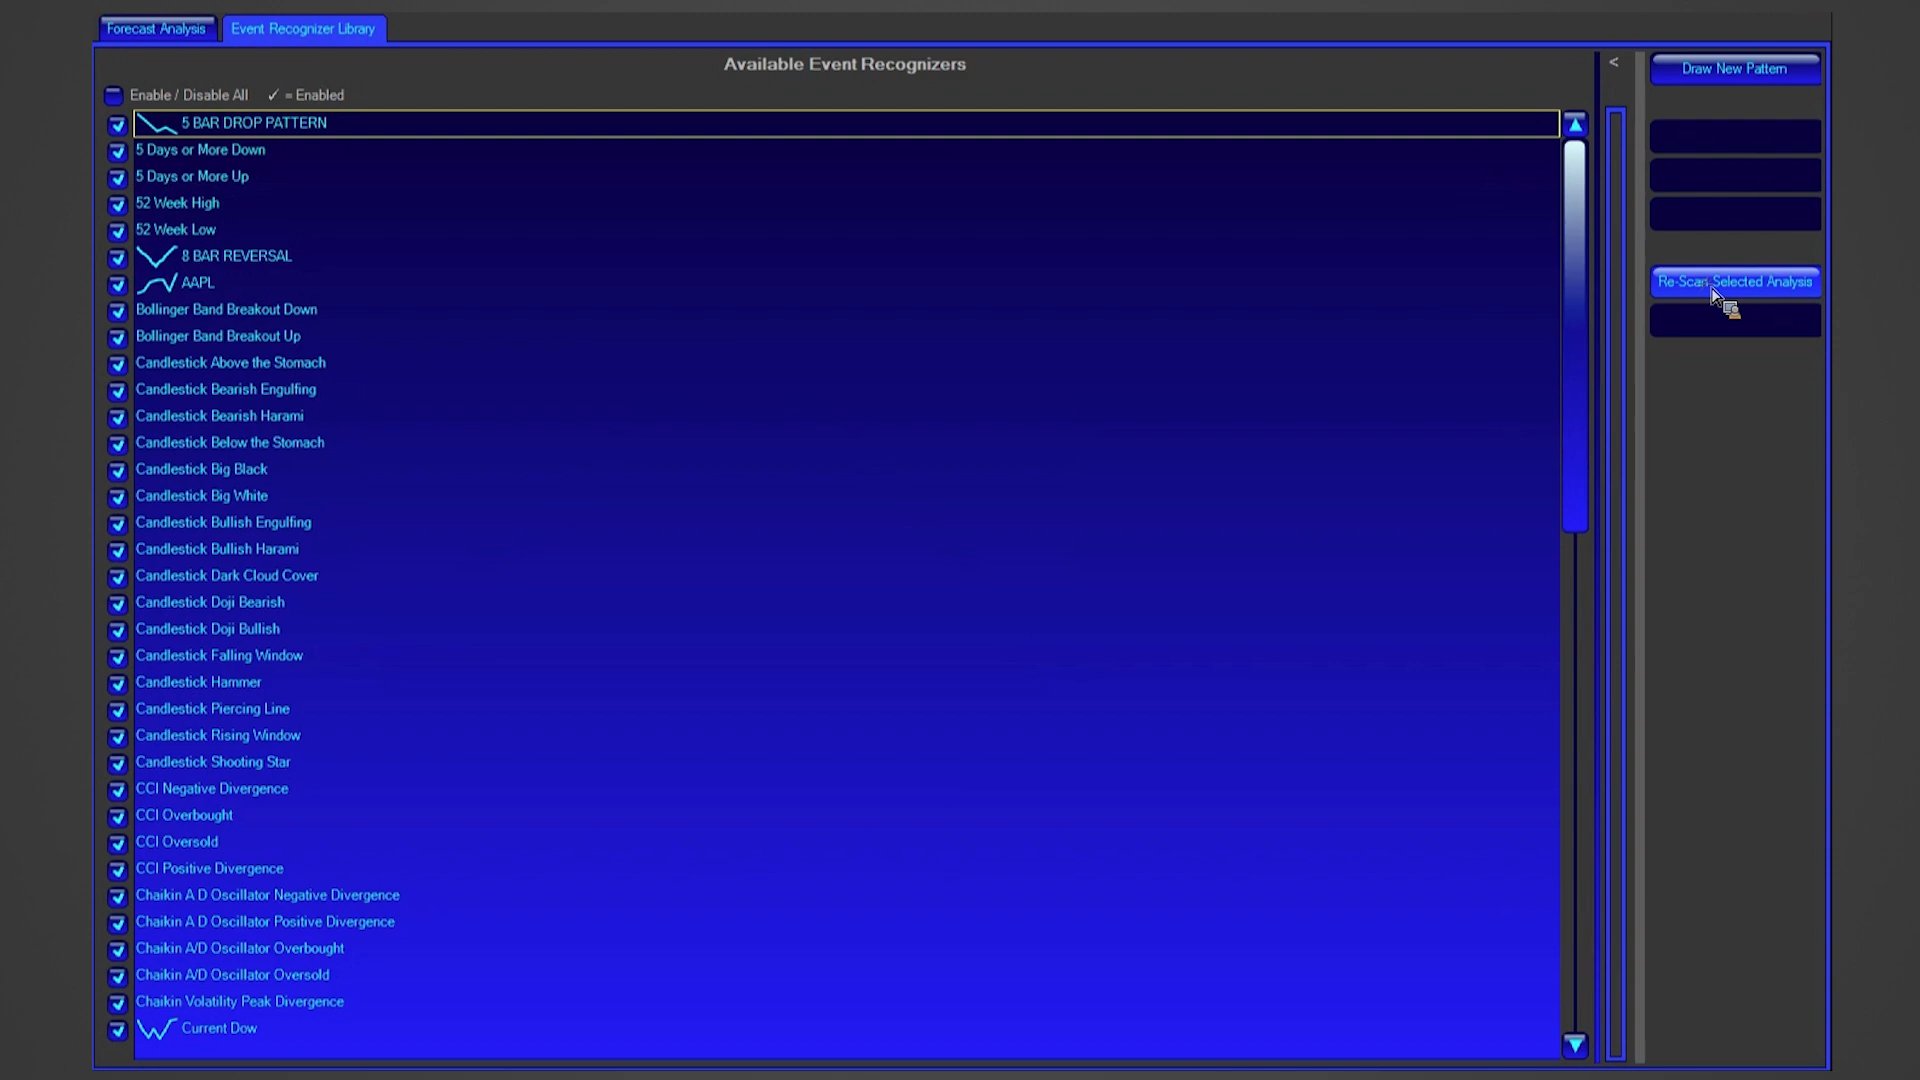 Forecast Analysis
Event Recognizer Library
Available Event Recognizers
<
Draw New Pattern
Enable / Disable All ✓ = Enabled
5 BAR DROP PATTERN
5 Days or More Down
5 Days or More Up
52 Week High
52 Week Low
8 BAR REVERSAL
AAPL
Re-Scan Selected Analysis
Bollinger Band Breakout Down
Bollinger Band Breakout Up
Candlestick Above the Stomach
Candlestick Bearish Engulfing
Candlestick Bearish Harami
Candlestick Below the Stomach
Candlestick Big Black
Candlestick Big White
Candlestick Bullish Engulfing
Candlestick Bullish Harami
Candlestick Dark Cloud Cover
Candlestick Doji Bearish
Candlestick Doji Bullish
Candlestick Falling Window
Candlestick Hammer
Candlestick Piercing Line
Candlestick Rising Window
Candlestick Shooting Star
CCI Negative Divergence
CCI Overbought
CCI Oversold
CCI Positive Divergence
Chaikin A D Oscillator Negative Divergence
Chaikin A D Oscillator Positive Divergence
Chaikin A/D Oscillator Overbought
Chaikin A/D Oscillator Oversold
Chaikin Volatility Peak Divergence
Current Dow